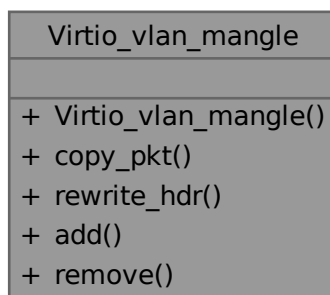 Virtio_vlan_mangle
+ Virtio_vlan_mangle()
+ copy_pkt()
+ rewrite_hdr()
+ add()
+ remove()